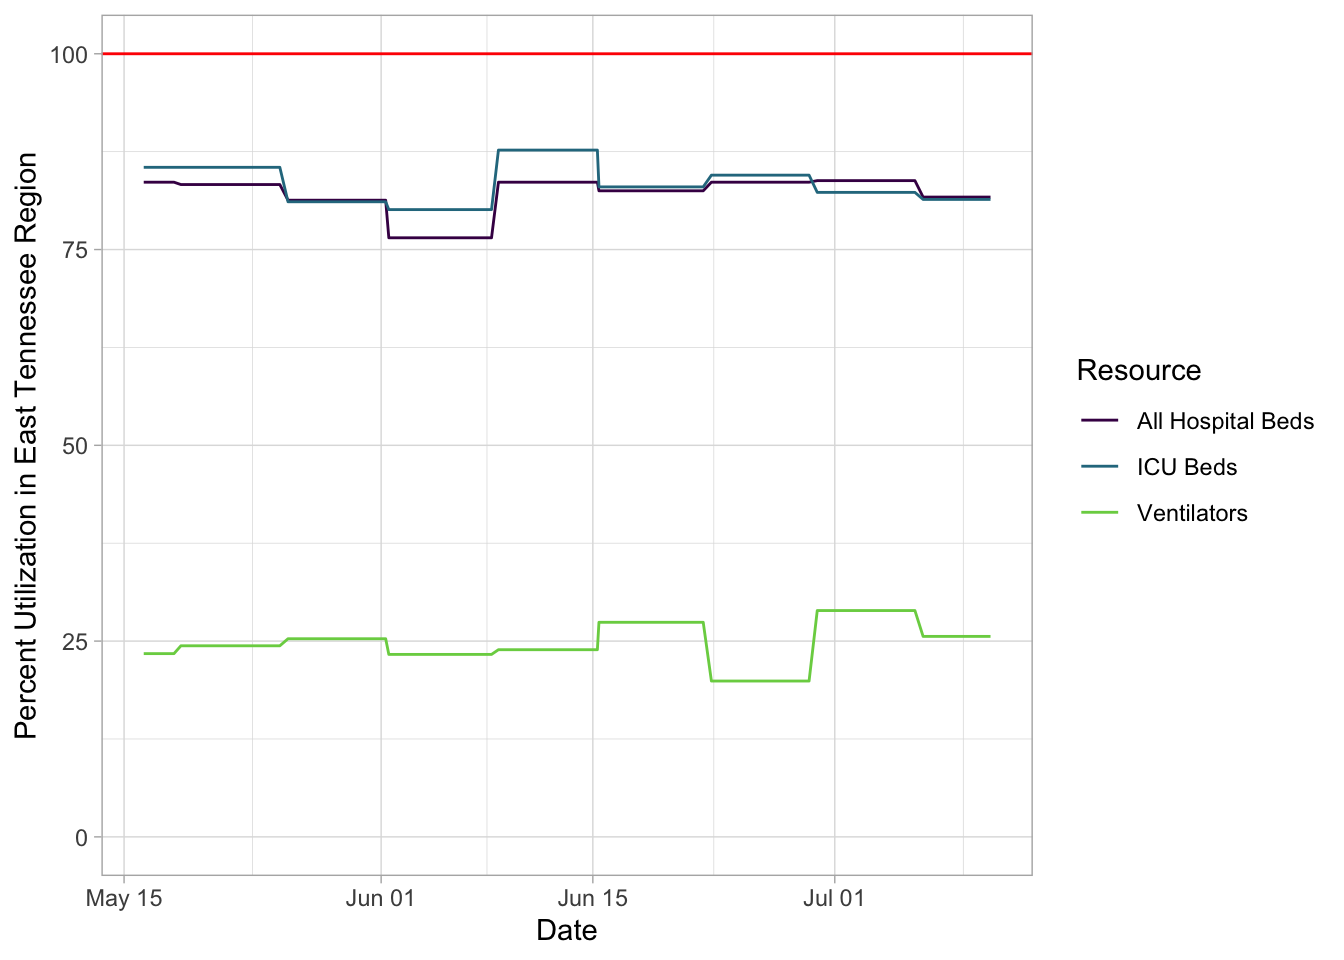 Percent Utilization in East Tennessee Region
100
75
50
25
0
May 15
Jun 01
Jun 15
Jul 01
Date
Resource
All Hospital Beds
ICU Beds
Ventilators